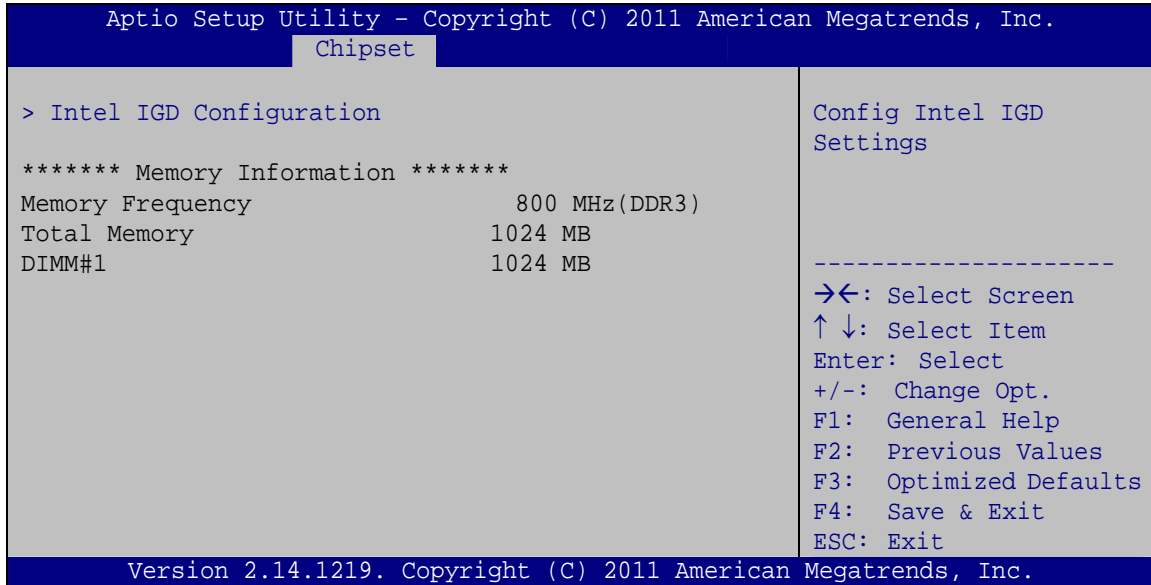 Aptio Setup Utility – Copyright (C) 2011 American Megatrends, Inc.
Chipset
> Intel IGD Configuration
******* Memory Information *******
Memory Frequency 800 MHz(DDR3)
Total Memory 1024 MB
DIMM#1 1024 MB
Config Intel IGD
Settings
---------------------
→←: Select Screen
↑ ↓: Select Item
Enter: Select
+/-: Change Opt.
F1: General Help
F2: Previous Values
F3: Optimized Defaults
F4: Save & Exit
ESC: Exit
Version 2.14.1219. Copyright (C) 2011 American Megatrends, Inc.